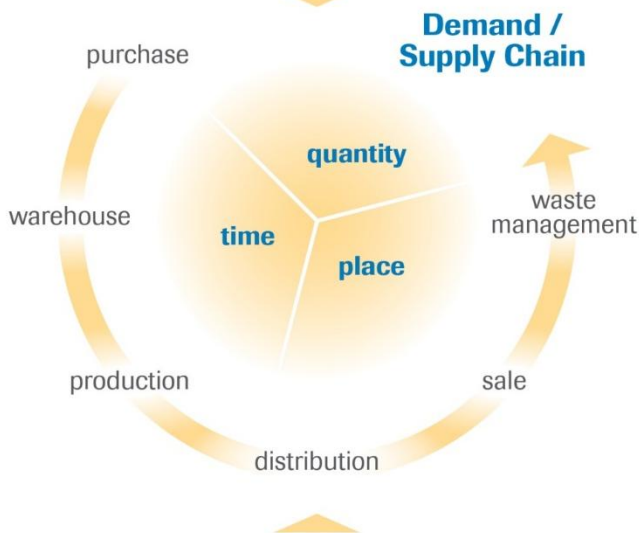 Demand /
Supply Chain
purchase
quantity
waste
management
warehouse
time
place
production
sale
distribution